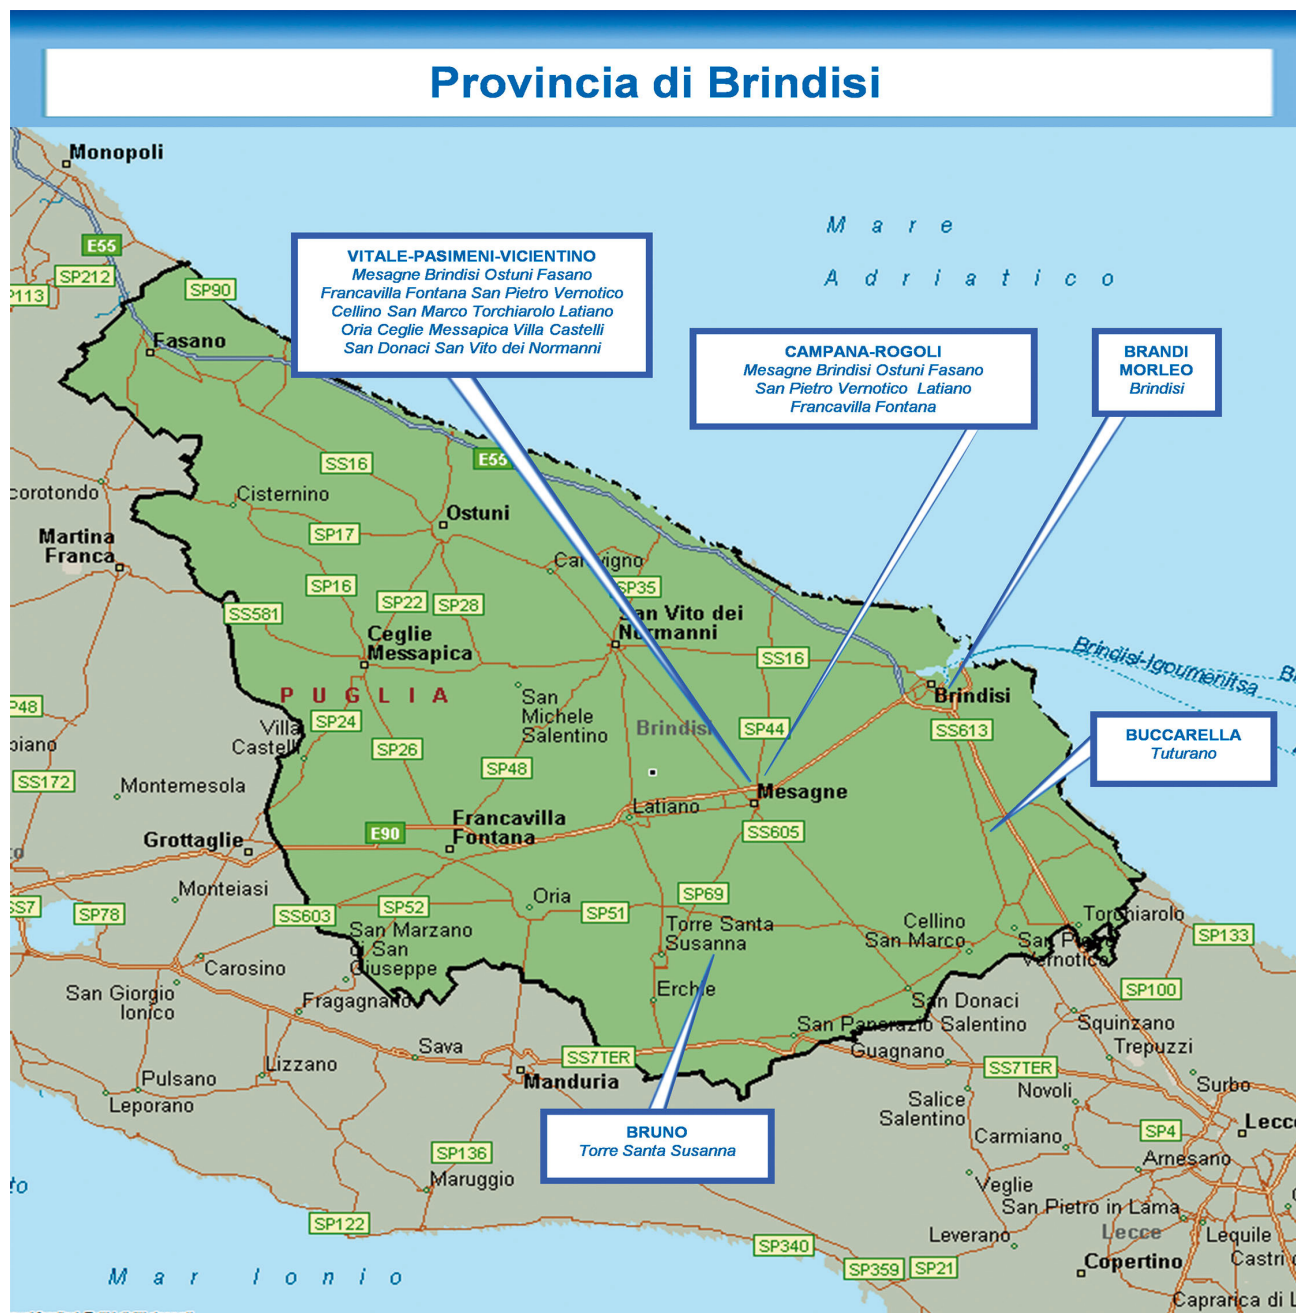 Provincia di Brindisi
Monopoli
Mare
Adriatico
E55
SP212
SP113
SP90
VITALE-PASIMENI-VICIENTINO
Mesagne Brindisi Ostuni Fasano
Francavilla Fontana San Pietro Vernotico
Cellino San Marco Torchiarolo Latiano
Oria Ceglie Messapica Villa Castelli
San Donaci San Vito dei Normanni
Fasano
CAMPANA-ROGOLI
Mesagne Brindisi Ostuni Fasano
San Pietro Vernotico Latiano
Francavilla Fontana
BRANDI
MORLEO
Brindisi
SS16
E55
corotondo
Cisternino
Ostuni
SP17
Martina
Franca
Carovigno
SP16
SP35
SP22
SP28
SS581
San Vito dei
Normanni
Ceglie
Messapica
SS16
Brindisi-Igoumenitsa
PUGLIA
San
Michele
Salentino
Brindisi
Brindisi
P48
SP24
Villa
Castelli
SP44
SS613
BUCCARELLA
Tuturano
SP26
SP48
piano
SS172
Montemesola
Mesagne
Latiano
Francavilla
Fontana
E90
SS605
Grottaglie
Monteiasi
SS7
SP78
SS603
SP52
Oria
SP51
SP69
Torre Santa
Susanna
Cellino
San Marco
Torchiarolo
San Pietro
Vernotico
SP133
San Marzano
di San
Giuseppe
Carosino
San Giorgio
Ionico
Fragagnano
Erchie
San Donaci
SP100
San Pancrazio Salentino
Squinzano
Sava
SS7TER
Guagnano
SS7TER
Trepuzzi
Lizzano
Manduria
Pulsano
Leporano
Salice
Salentino
Novoli
Surbo
BRUNO
Torre Santa Susanna
SP4
Lecce
Carmiano
Arnesano
SP136
Maruggio
Veglie
San Pietro in Lama
SP122
Leverano
Lecce
Lequile
SP340
SP359
SP21
Copertino
Castri
Mar Ionio
Caprarica di L